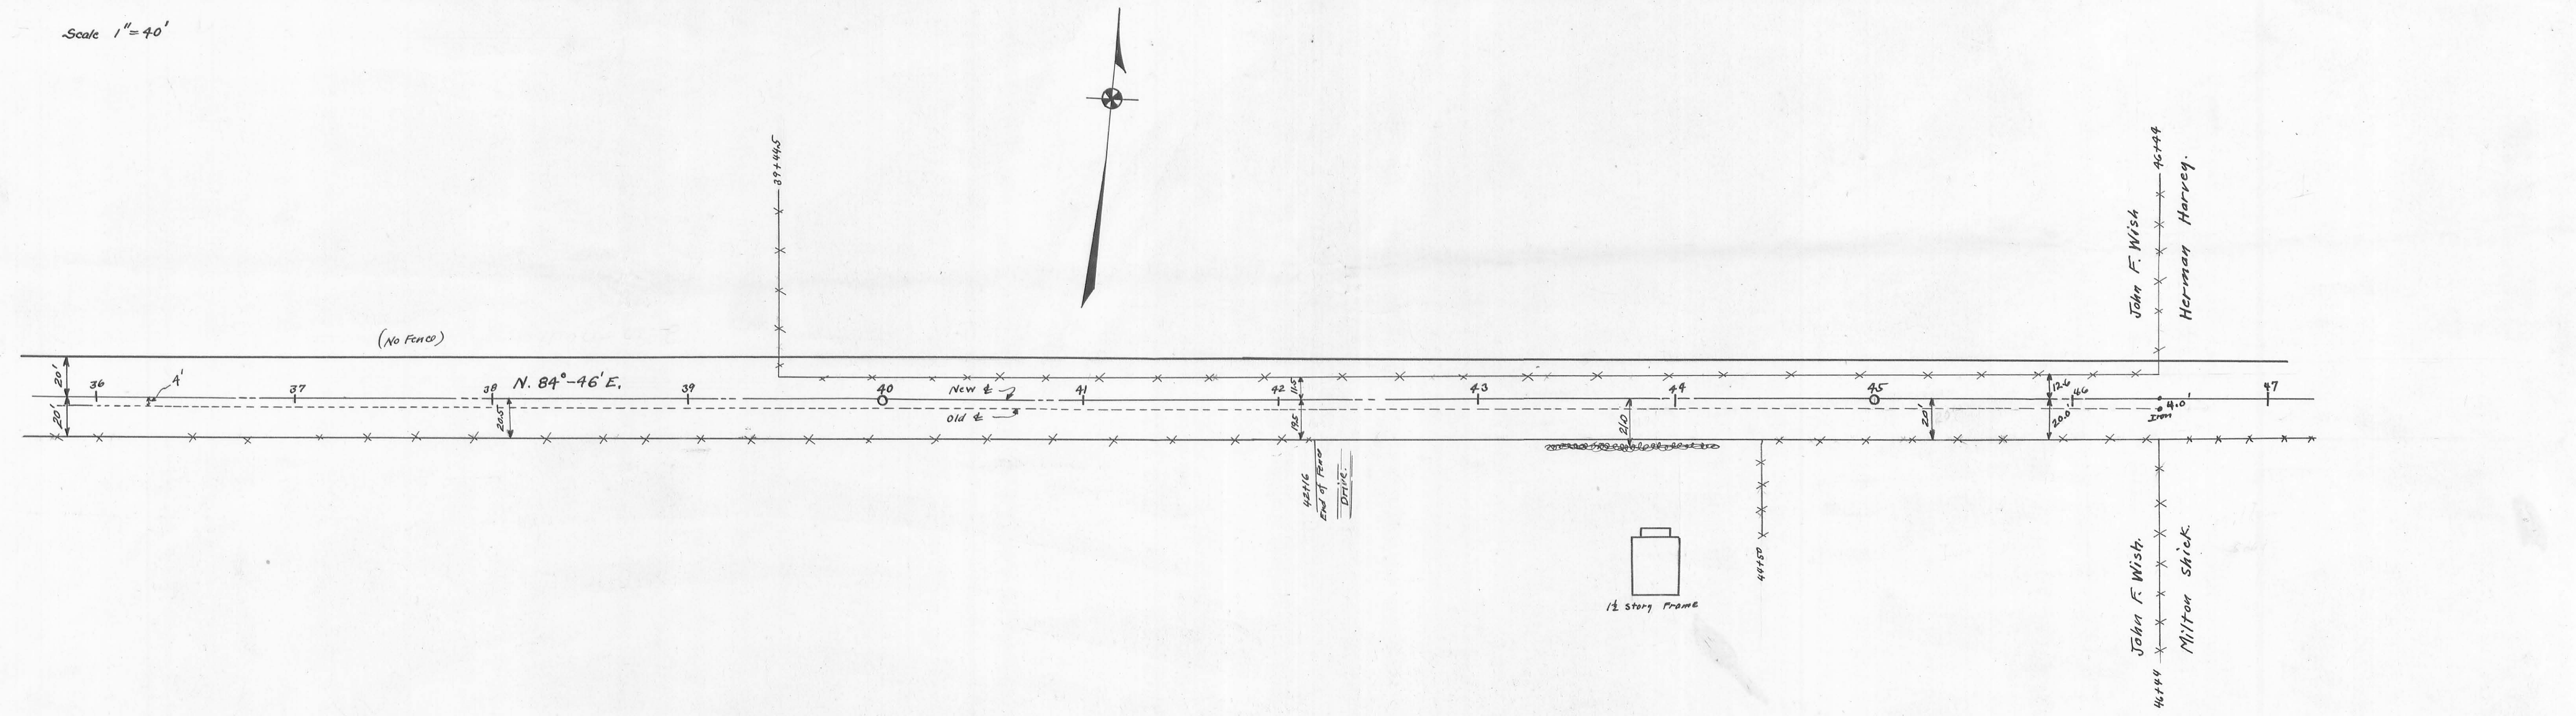 Scale 1"=40'
39+44.5
46+44
John F. Wish
Herman Harvey.
(No Fence)
20'
36
4'
37
38
N. 84°-46' E.
39
40
New ℄
41
42
11.5'
43
44
45
12.6
46
47
20'
20.5'
Old ℄
19.5
21.0'
20'
20.0'
4.0'
Iron
42+16
End of Fence
Drive.
44+50
1½ Story Frame
John F. Wish.
Milton Shick.
46+44